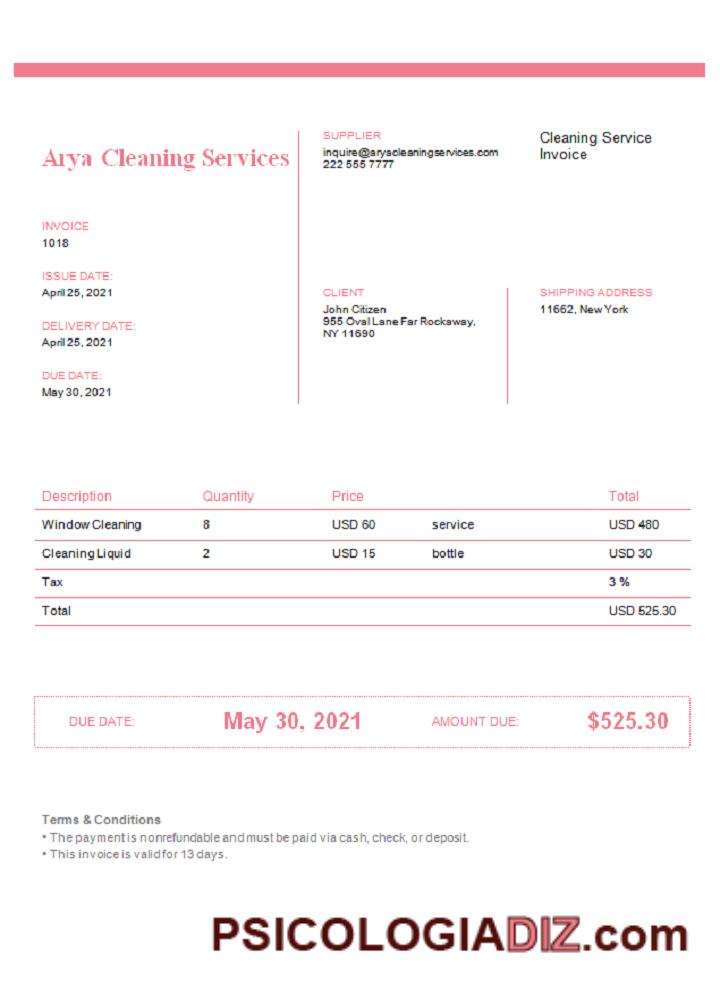 Arya Cleaning Services
SUPPLIER
inquire@aryacleaningservices.com
222 555 7777
Cleaning Service
Invoice
INVOICE
1018
ISSUE DATE:
April 25, 2021
DELIVERY DATE:
April 25, 2021
DUE DATE:
May 30, 2021
CLIENT
John Citizen
955 Oval Lane Far Rockaway,
NY 11690
SHIPPING ADDRESS
11662, New York
Description Quantity Price Total
Window Cleaning 8 USD 60 service USD 480
Cleaning Liquid 2 USD 15 bottle USD 30
Tax 3 %
Total USD 525.30
DUE DATE: May 30, 2021 AMOUNT DUE: $525.30
Terms & Conditions
• The payment is nonrefundable and must be paid via cash, check, or deposit.
• This invoice is valid for 13 days.
PSICOLOGIADIZ.com